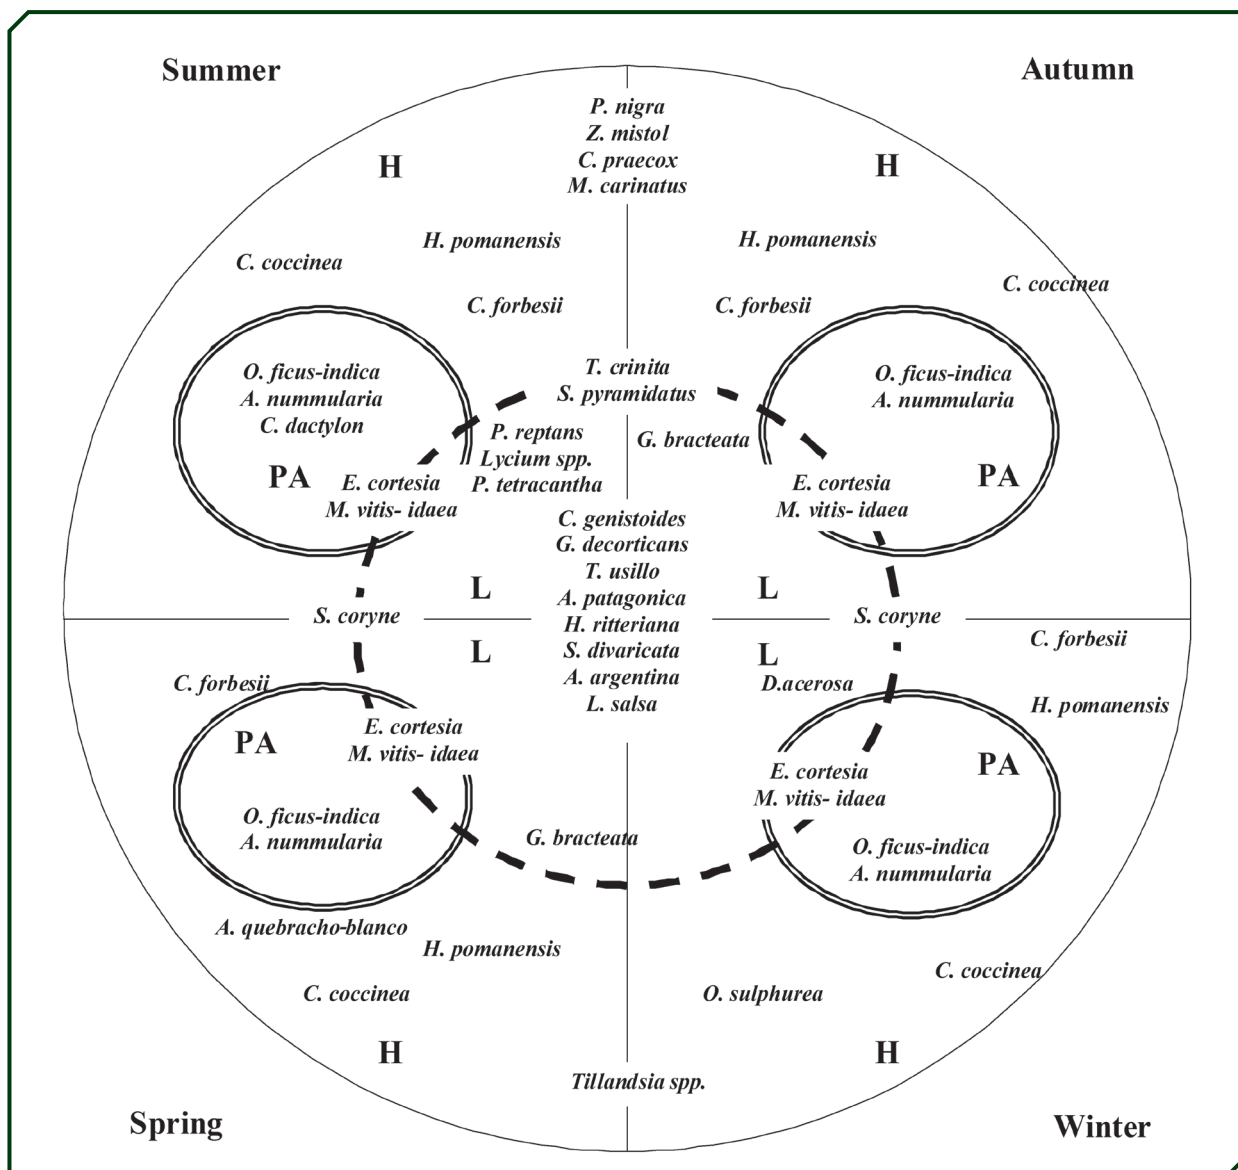 Summer
Autumn
P. nigra
Z. mistol
C. praecox
M. carinatus
H
H
H. pomanensis
H. pomanensis
C. coccinea
C. coccinea
C. forbesii
C. forbesii
T. crinita
S. pyramidatus
O. ficus-indica
A. nummularia
C. dactylon
O. ficus-indica
A. nummularia
P. reptans
Lycium spp.
P. tetracantha
G. bracteata
PA
E. cortesia
M. vitis- idaea
E. cortesia
M. vitis- idaea
PA
C. genistoides
G. decorticans
T. usillo
A. patagonica
H. ritteriana
S. divaricata
A. argentina
L. salsa
L
L
S. coryne
S. coryne
L
L
C. forbesii
C. forbesii
D.acerosa
H. pomanensis
PA
E. cortesia
M. vitis- idaea
E. cortesia
M. vitis- idaea
PA
O. ficus-indica
A. nummularia
G. bracteata
O. ficus-indica
A. nummularia
A. quebracho-blanco
H. pomanensis
C. coccinea
C. coccinea
O. sulphurea
H
H
Tillandsia spp.
Spring
Winter